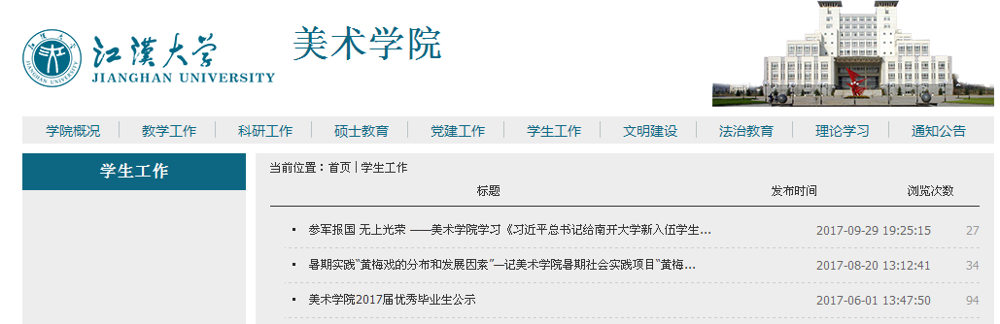 江漢大学
JIANGHAN UNIVERSITY
美术学院
学院概况 教学工作 科研工作 硕士教育 党建工作 学生工作 文明建设 法治教育 理论学习 通知公告
学生工作
当前位置：首页 | 学生工作
标题 发布时间 浏览次数
参军报国 无上光荣 ——美术学院学习《习近平总书记给南开大学新入伍学生... 2017-09-29 19:25:15 27
暑期实践“黄梅戏的分布和发展因素”—记美术学院暑期社会实践项目“黄梅... 2017-08-20 13:12:41 34
美术学院2017届优秀毕业生公示 2017-06-01 13:47:50 94